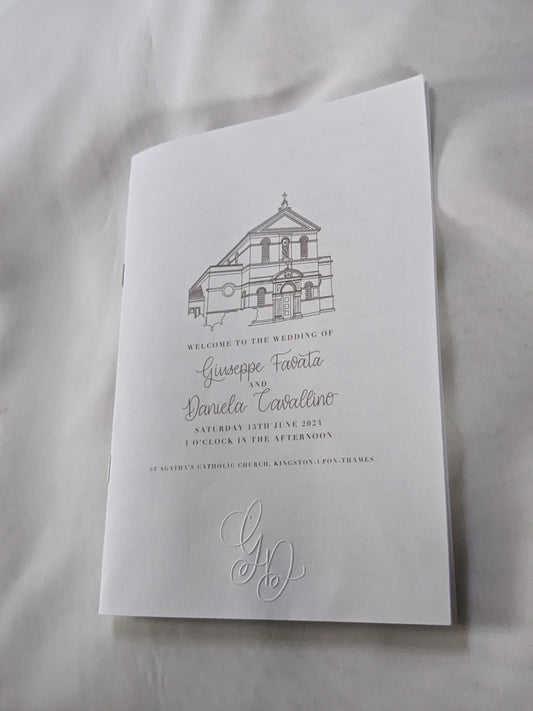 WELCOME TO THE WEDDING OF
Giuseppe Favata
AND
Daniela Cavallino
SATURDAY 15TH JUNE 2024
1 O'CLOCK IN THE AFTERNOON
ST AGATHA'S CATHOLIC CHURCH, KINGSTON-UPON-THAMES
GD